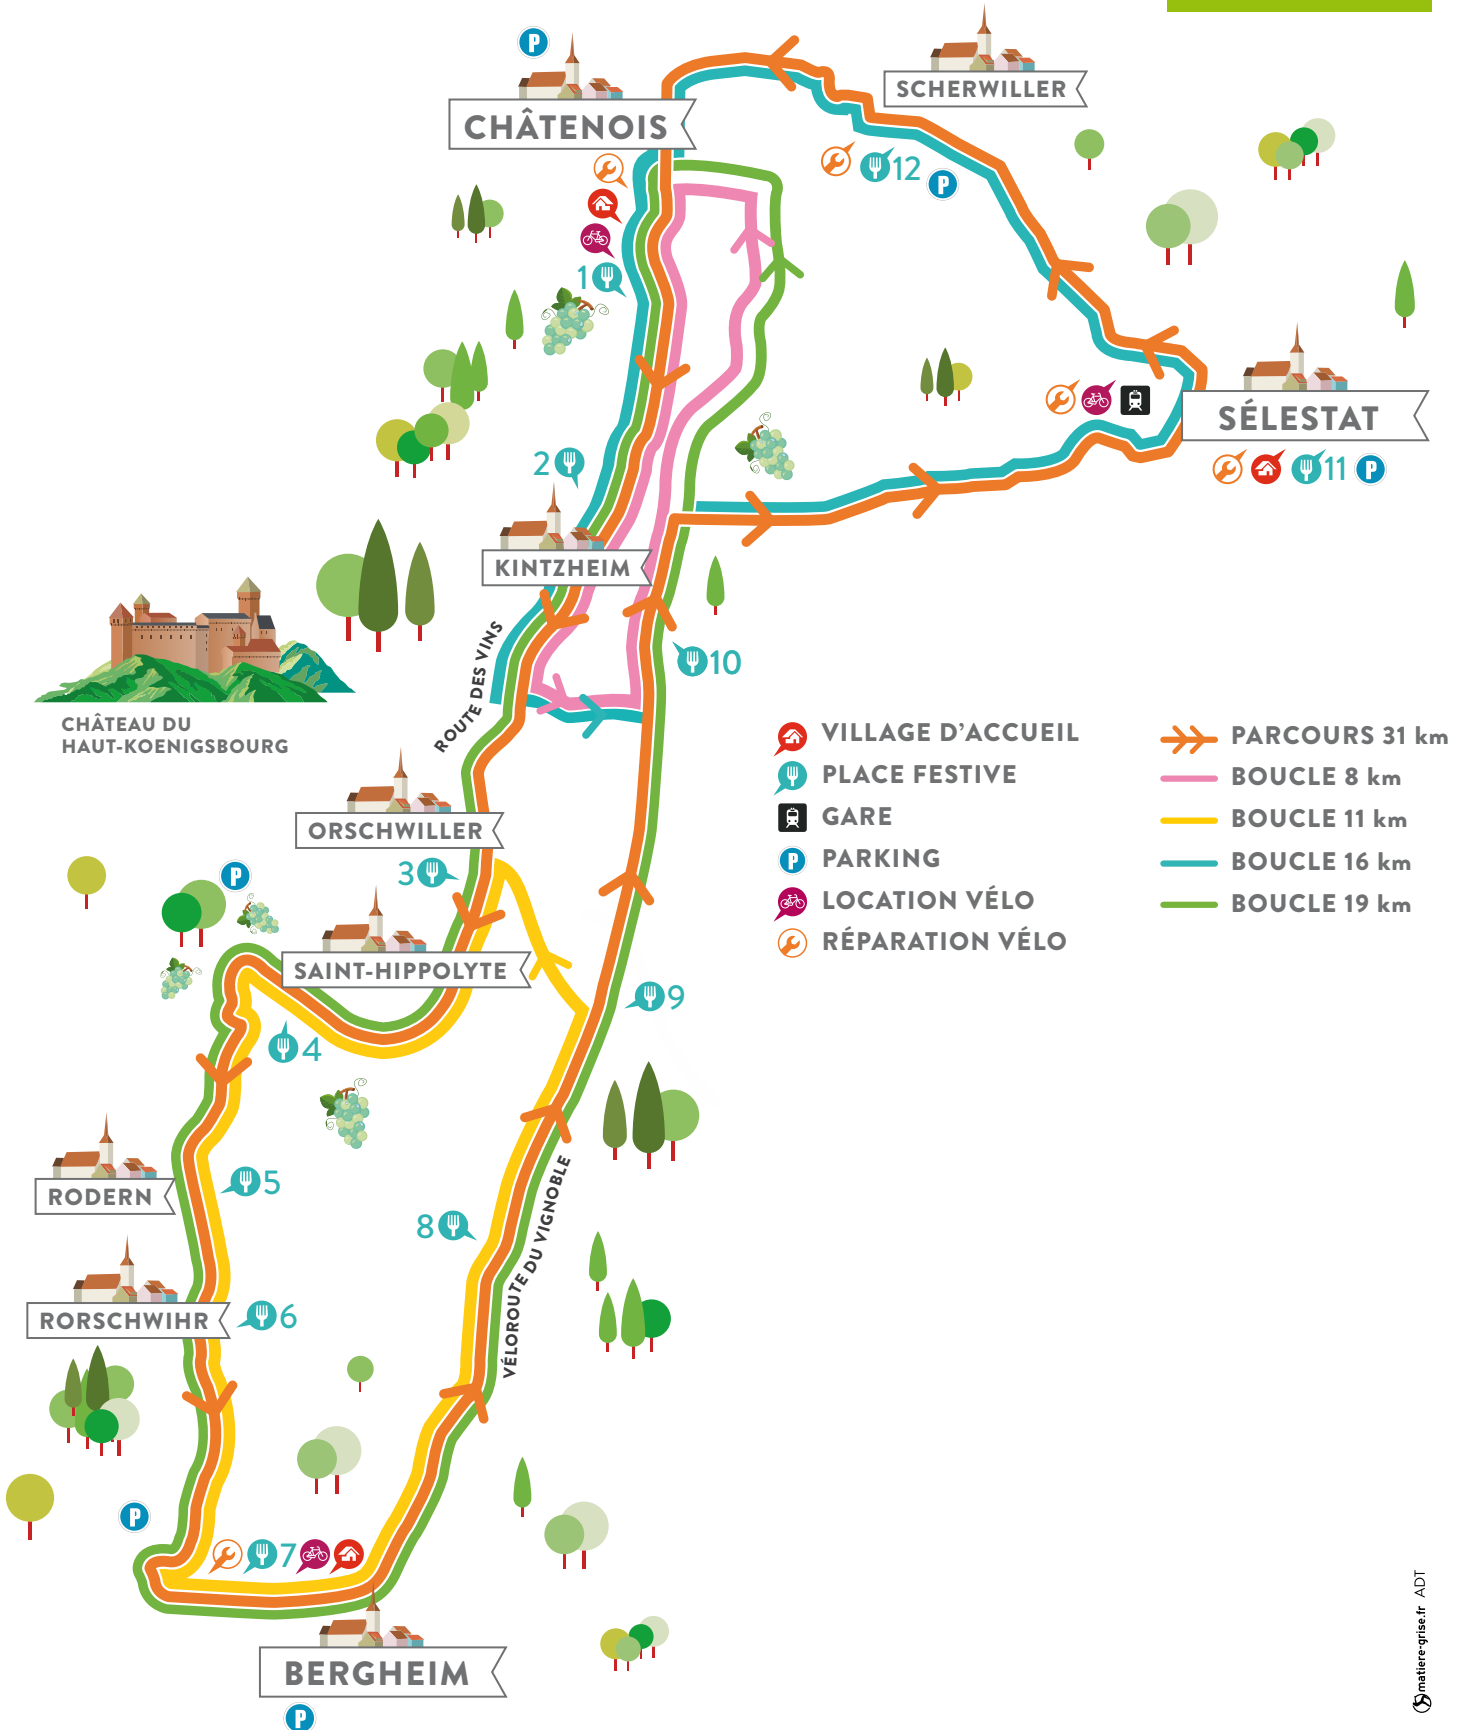 P
CHÂTENOIS
SCHERWILLER
12
P
1
SÉLESTAT
11
P
2
KINTZHEIM
ROUTE DES VINS
10
CHÂTEAU DU
HAUT-KOENIGSBOURG
VILLAGE D'ACCUEIL
PLACE FESTIVE
GARE
P PARKING
LOCATION VÉLO
RÉPARATION VÉLO
PARCOURS 31 km
BOUCLE 8 km
BOUCLE 11 km
BOUCLE 16 km
BOUCLE 19 km
ORSCHWILLER
3
P
SAINT-HIPPOLYTE
9
4
RODERN
5
8
VÉLOROUTE DU VIGNOBLE
RORSCHWIHR
6
P
7
BERGHEIM
P
matiere-grise.fr ADT